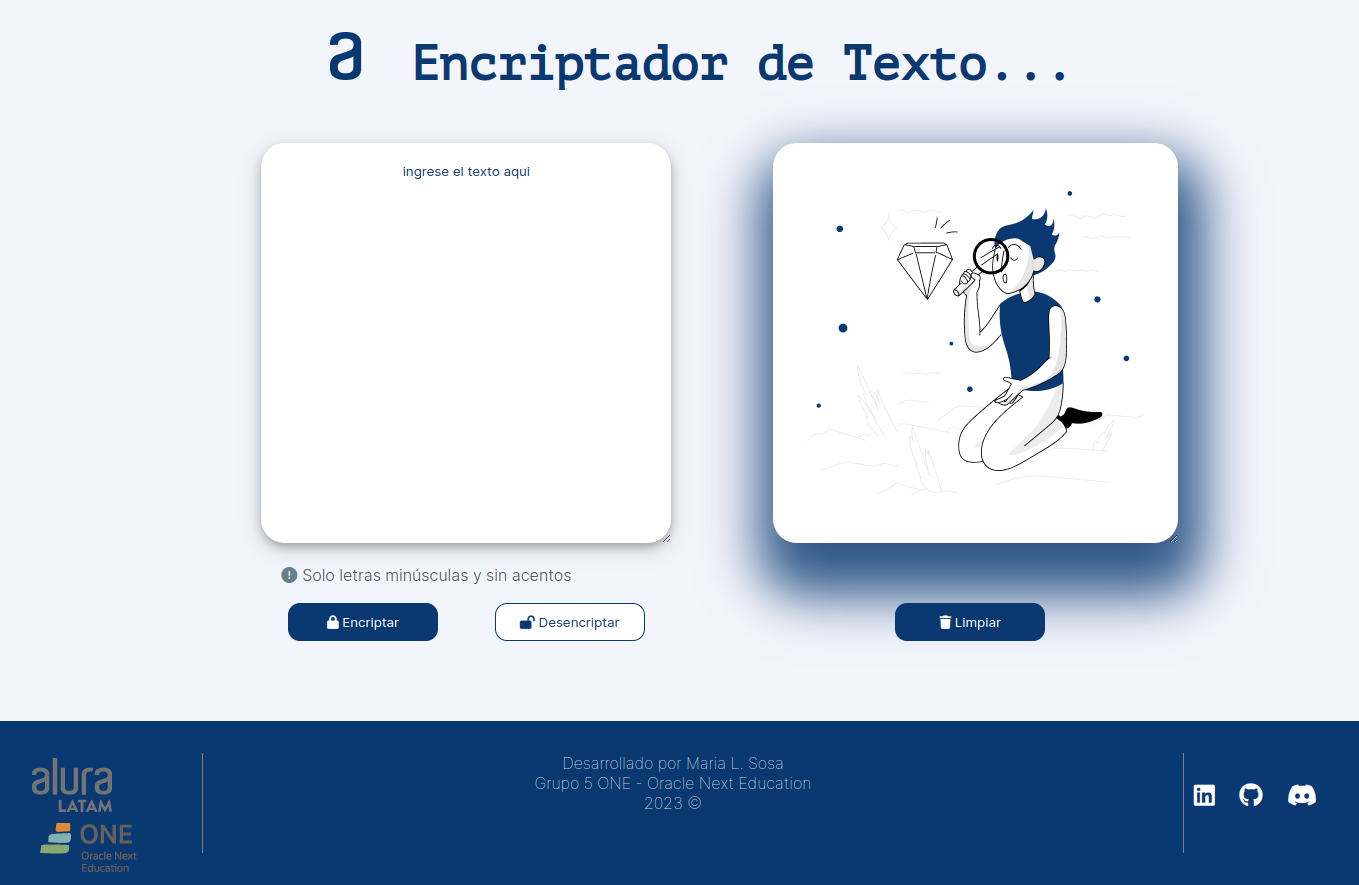 a Encriptador de Texto...
ingrese el texto aqui
Solo letras minúsculas y sin acentos
Encriptar
Desencriptar
Limpiar
alura
LATAM
ONE
Oracle Next
Education
Desarrollado por Maria L. Sosa
Grupo 5 ONE - Oracle Next Education
2023 ©
in